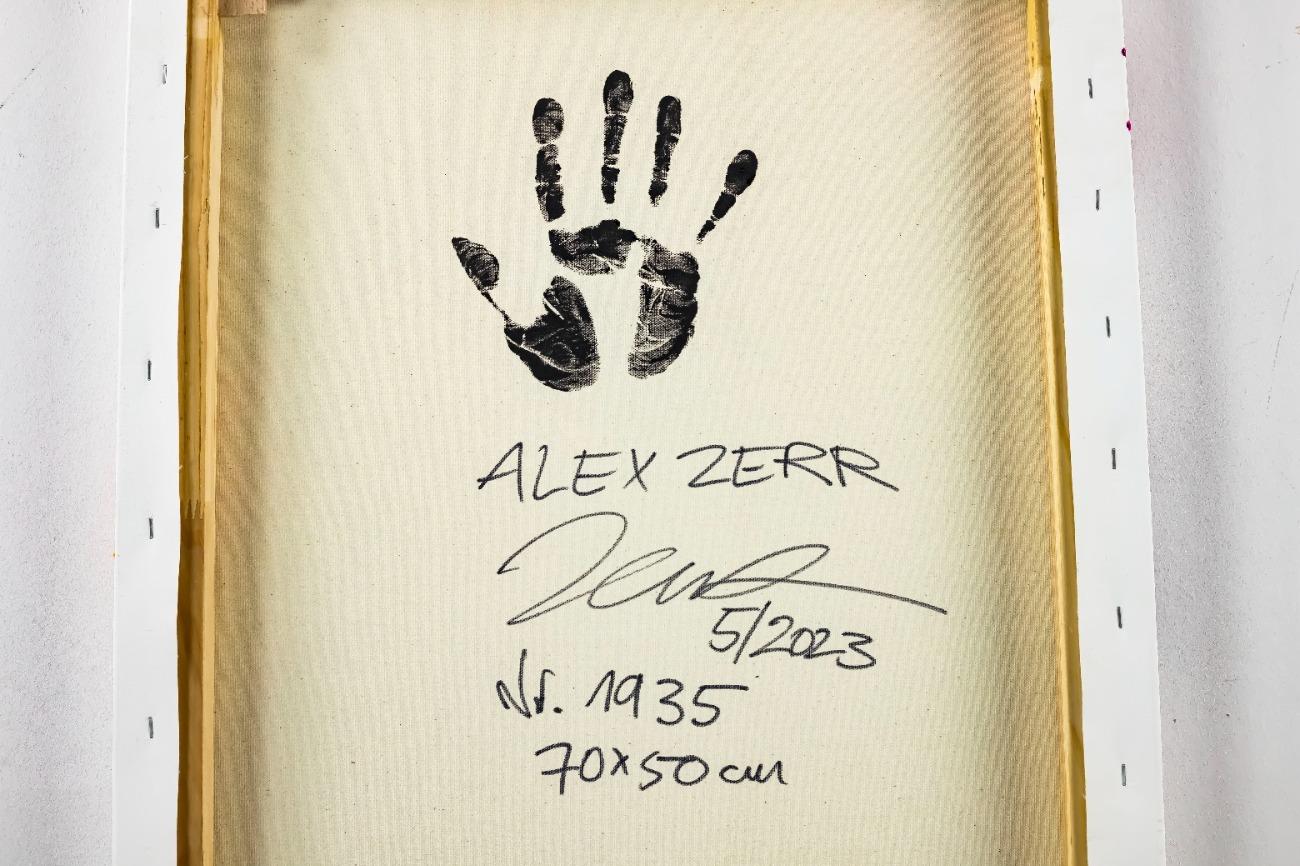 ALEX ZERR
5/2023
Nr. 1935
70x50cm